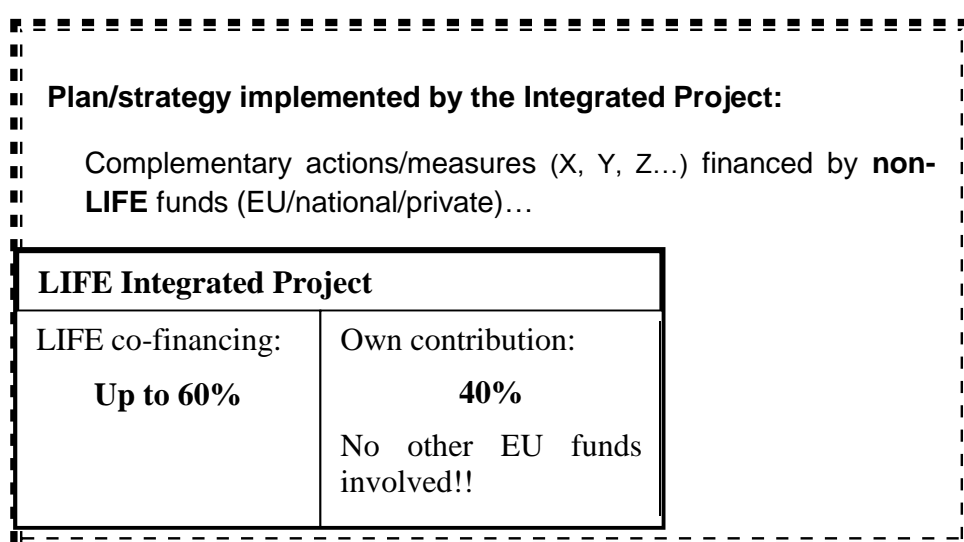 Plan/strategy implemented by the Integrated Project:
Complementary actions/measures (X, Y, Z…) financed by non-
LIFE funds (EU/national/private)…
LIFE Integrated Project
LIFE co-financing:
Up to 60%
Own contribution:
40%
No other EU funds
involved!!